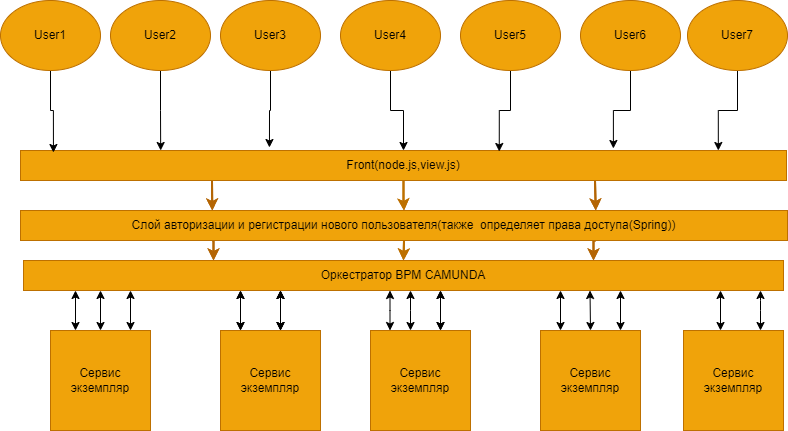 User1
User2
User3
User4
User5
User6
User7
Front(node.js,view.js)
Слой авторизации и регистрации нового пользователя(также определяет права доступа(Spring))
Оркестратор BPM CAMUNDA
Сервис
экземпляр
Сервис
экземпляр
Сервис
экземпляр
Сервис
экземпляр
Сервис
экземпляр